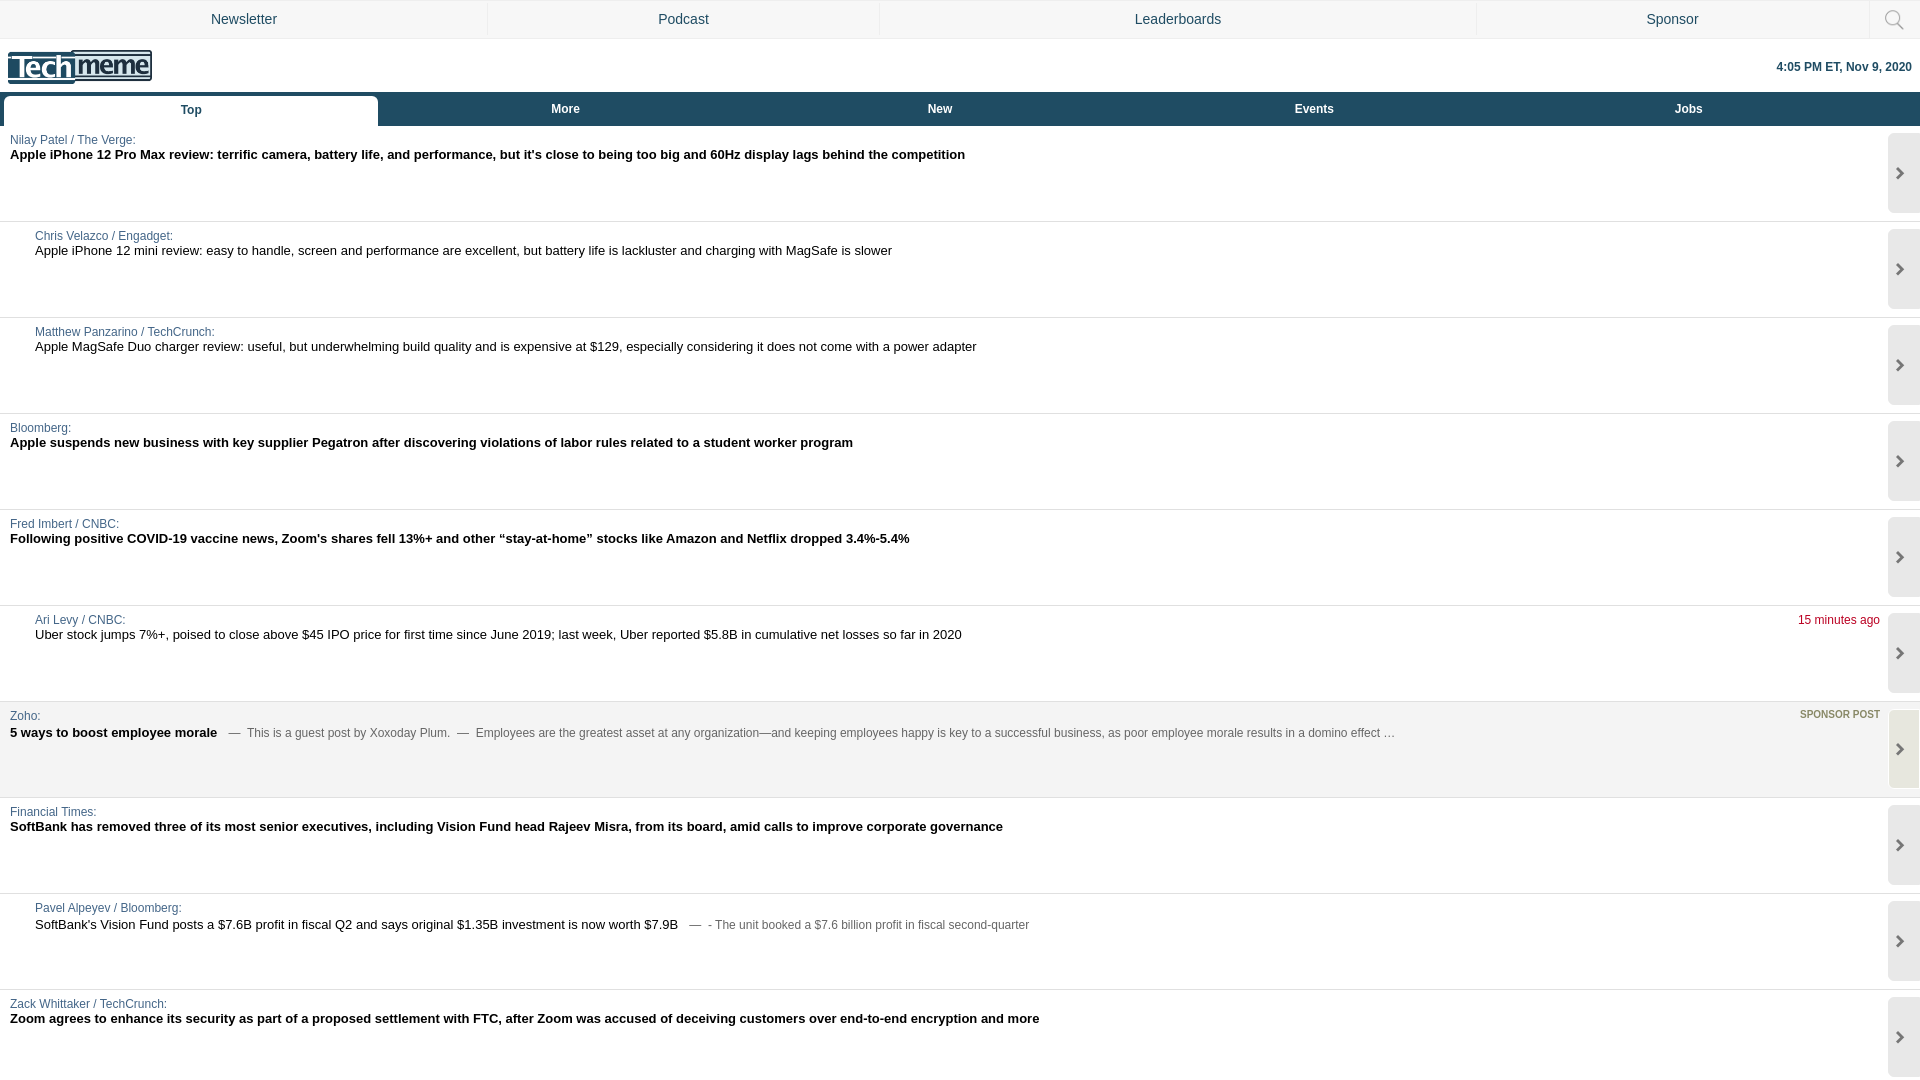 Newsletter
Podcast
Leaderboards
Sponsor
Techmeme
4:05 PM ET, Nov 9, 2020
Top
More
New
Events
Jobs
Nilay Patel / The Verge:
Apple iPhone 12 Pro Max review: terrific camera, battery life, and performance, but it's close to being too big and 60Hz display lags behind the competition
Chris Velazco / Engadget:
Apple iPhone 12 mini review: easy to handle, screen and performance are excellent, but battery life is lackluster and charging with MagSafe is slower
Matthew Panzarino / TechCrunch:
Apple MagSafe Duo charger review: useful, but underwhelming build quality and is expensive at $129, especially considering it does not come with a power adapter
Bloomberg:
Apple suspends new business with key supplier Pegatron after discovering violations of labor rules related to a student worker program
Fred Imbert / CNBC:
Following positive COVID-19 vaccine news, Zoom's shares fell 13%+ and other “stay-at-home” stocks like Amazon and Netflix dropped 3.4%-5.4%
Ari Levy / CNBC:
15 minutes ago
Uber stock jumps 7%+, poised to close above $45 IPO price for first time since June 2019; last week, Uber reported $5.8B in cumulative net losses so far in 2020
Zoho:
SPONSOR POST
5 ways to boost employee morale — This is a guest post by Xoxoday Plum. — Employees are the greatest asset at any organization—and keeping employees happy is key to a successful business, as poor employee morale results in a domino effect …
Financial Times:
SoftBank has removed three of its most senior executives, including Vision Fund head Rajeev Misra, from its board, amid calls to improve corporate governance
Pavel Alpeyev / Bloomberg:
SoftBank's Vision Fund posts a $7.6B profit in fiscal Q2 and says original $1.35B investment is now worth $7.9B — - The unit booked a $7.6 billion profit in fiscal second-quarter
Zack Whittaker / TechCrunch:
Zoom agrees to enhance its security as part of a proposed settlement with FTC, after Zoom was accused of deceiving customers over end-to-end encryption and more